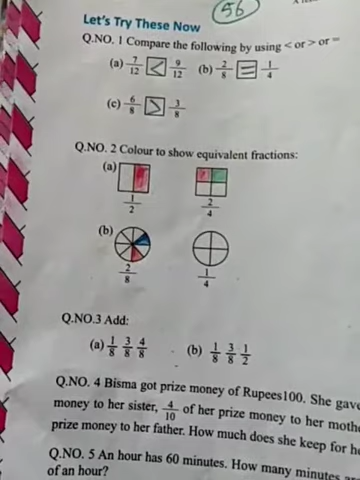 56
Let's Try These Now
Q.NO. 1 Compare the following by using < or > or =
(a) 7/12 < 9/12 (b) 2/8 = 1/4
(c) 6/8 > 3/8
Q.NO. 2 Colour to show equivalent fractions:
(a)
1/2 2/4
(b)
2/8 1/4
Q.NO.3 Add:
(a) 1/8 3/8 4/8 (b) 1/8 3/8 1/2
Q.NO. 4 Bisma got prize money of Rupees100. She gave
money to her sister, 4/10 of her prize money to her
prize money to her father. How much does she keep for
Q.NO. 5 An hour has 60 minutes. How many minutes
of an hour?